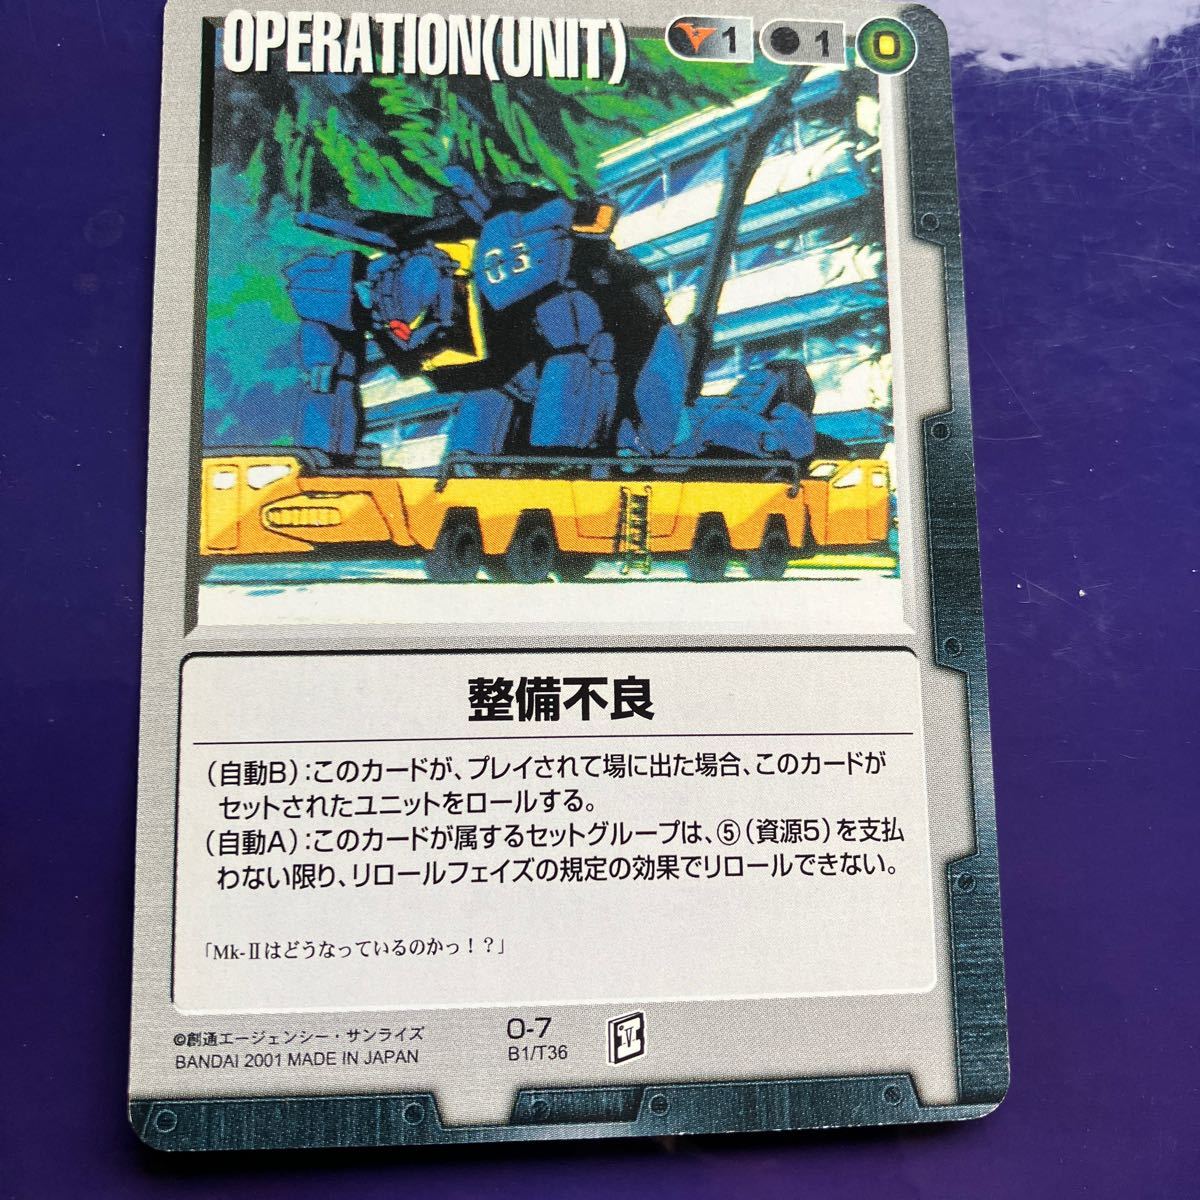 OPERATION(UNIT)
1 1 0
03
整備不良
(自動B):このカードが、プレイされて場に出た場合、このカードが
セットされたユニットをロールする。
(自動A):このカードが属するセットグループは、⑤(資源5)を支払
わない限り、リロールフェイズの規定の効果でリロールできない。
「Mk-Ⅱはどうなっているのかっ!?」
©創通エージェンシー・サンライズ
BANDAI 2001 MADE IN JAPAN
O-7
B1/T36
V